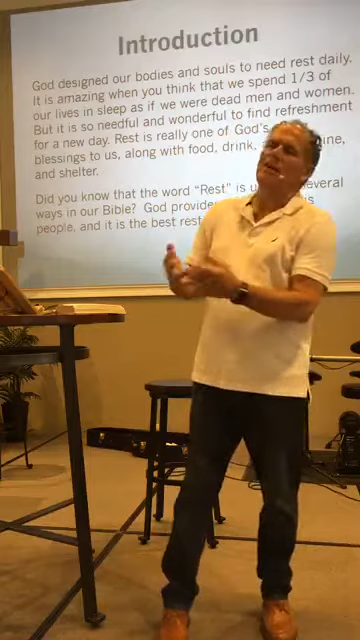 Introduction
God designed our bodies and souls to need rest daily.
It is amazing when you think that we spend 1/3 of
our lives in sleep as if we were dead men and women.
But it is so needful and wonderful to find refreshment
for a new day. Rest is really one of God's
blessings to us, along with food, drink,
and shelter.
Did you know that the word "Rest" is several
ways in our Bible? God
people, and it is the best rest